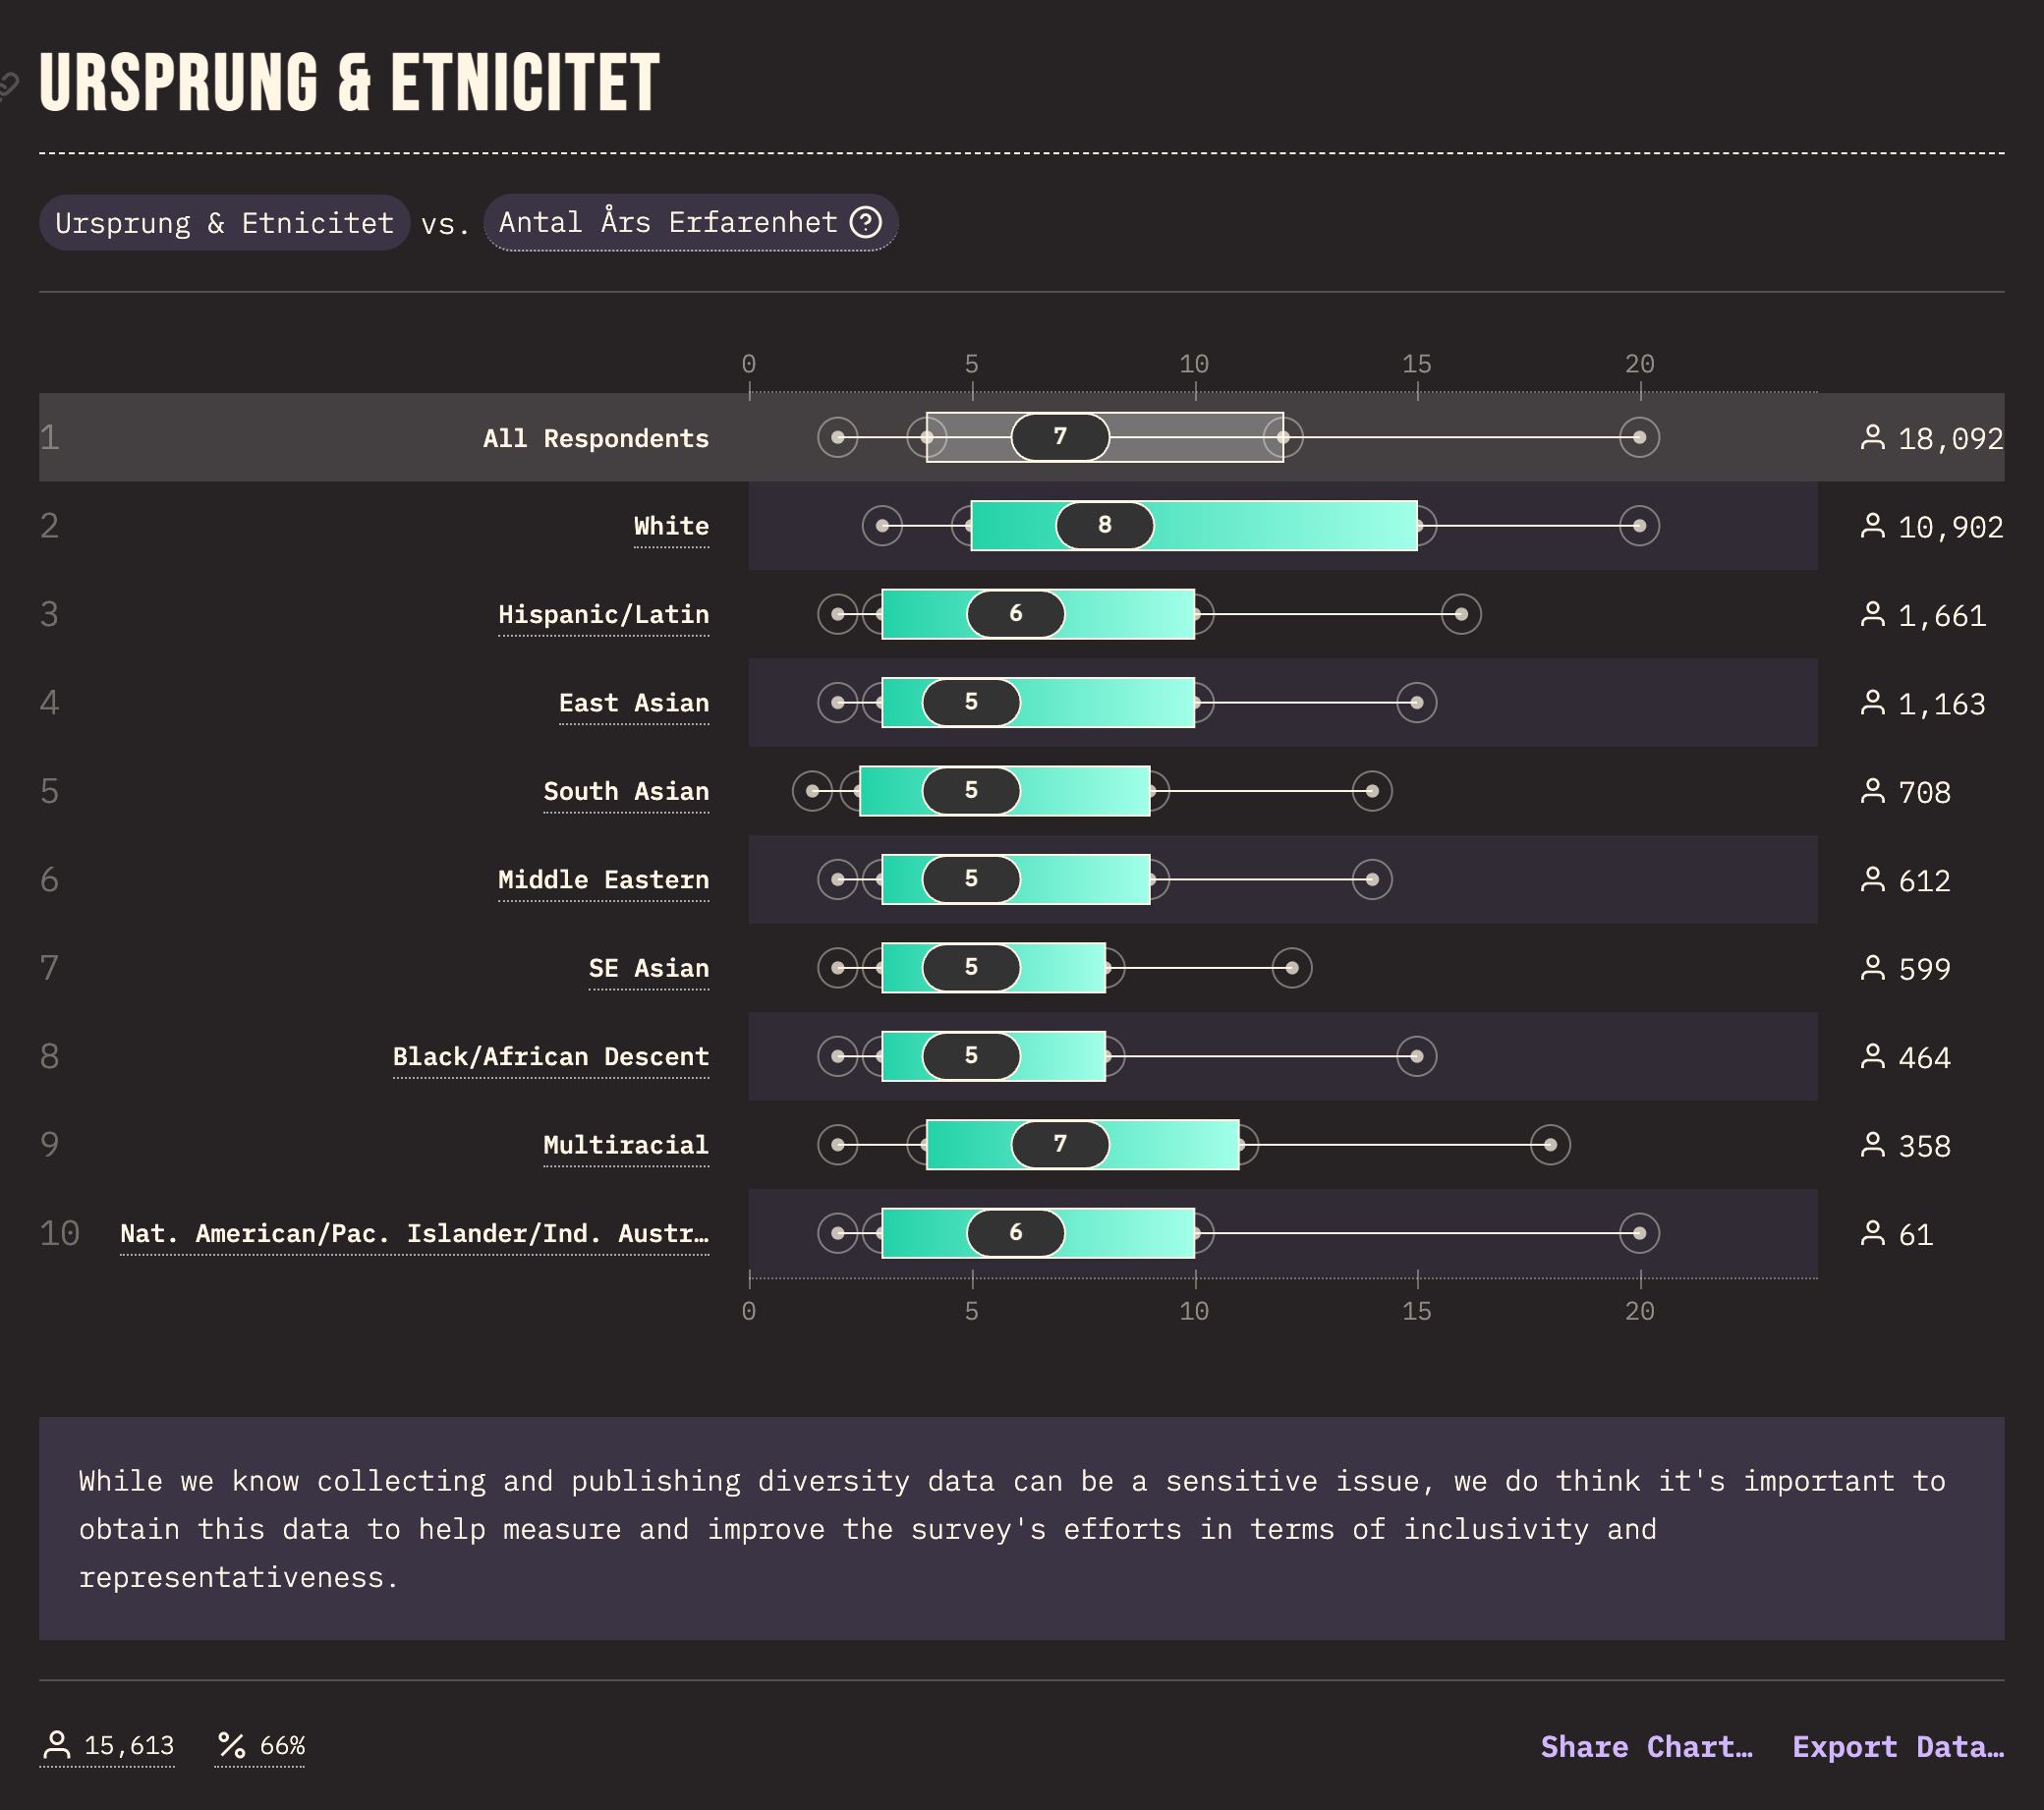 URSPRUNG & ETNICITET
Ursprung & Etnicitet vs. Antal Års Erfarenhet ?
0 5 10 15 20
1 All Respondents 7 18,092
2 White 8 10,902
3 Hispanic/Latin 6 1,661
4 East Asian 5 1,163
5 South Asian 5 708
6 Middle Eastern 5 612
7 SE Asian 5 599
8 Black/African Descent 5 464
9 Multiracial 7 358
10 Nat. American/Pac. Islander/Ind. Austr… 6 61
0 5 10 15 20
While we know collecting and publishing diversity data can be a sensitive issue, we do think it's important to
obtain this data to help measure and improve the survey's efforts in terms of inclusivity and
representativeness.
15,613 % 66% Share Chart… Export Data…